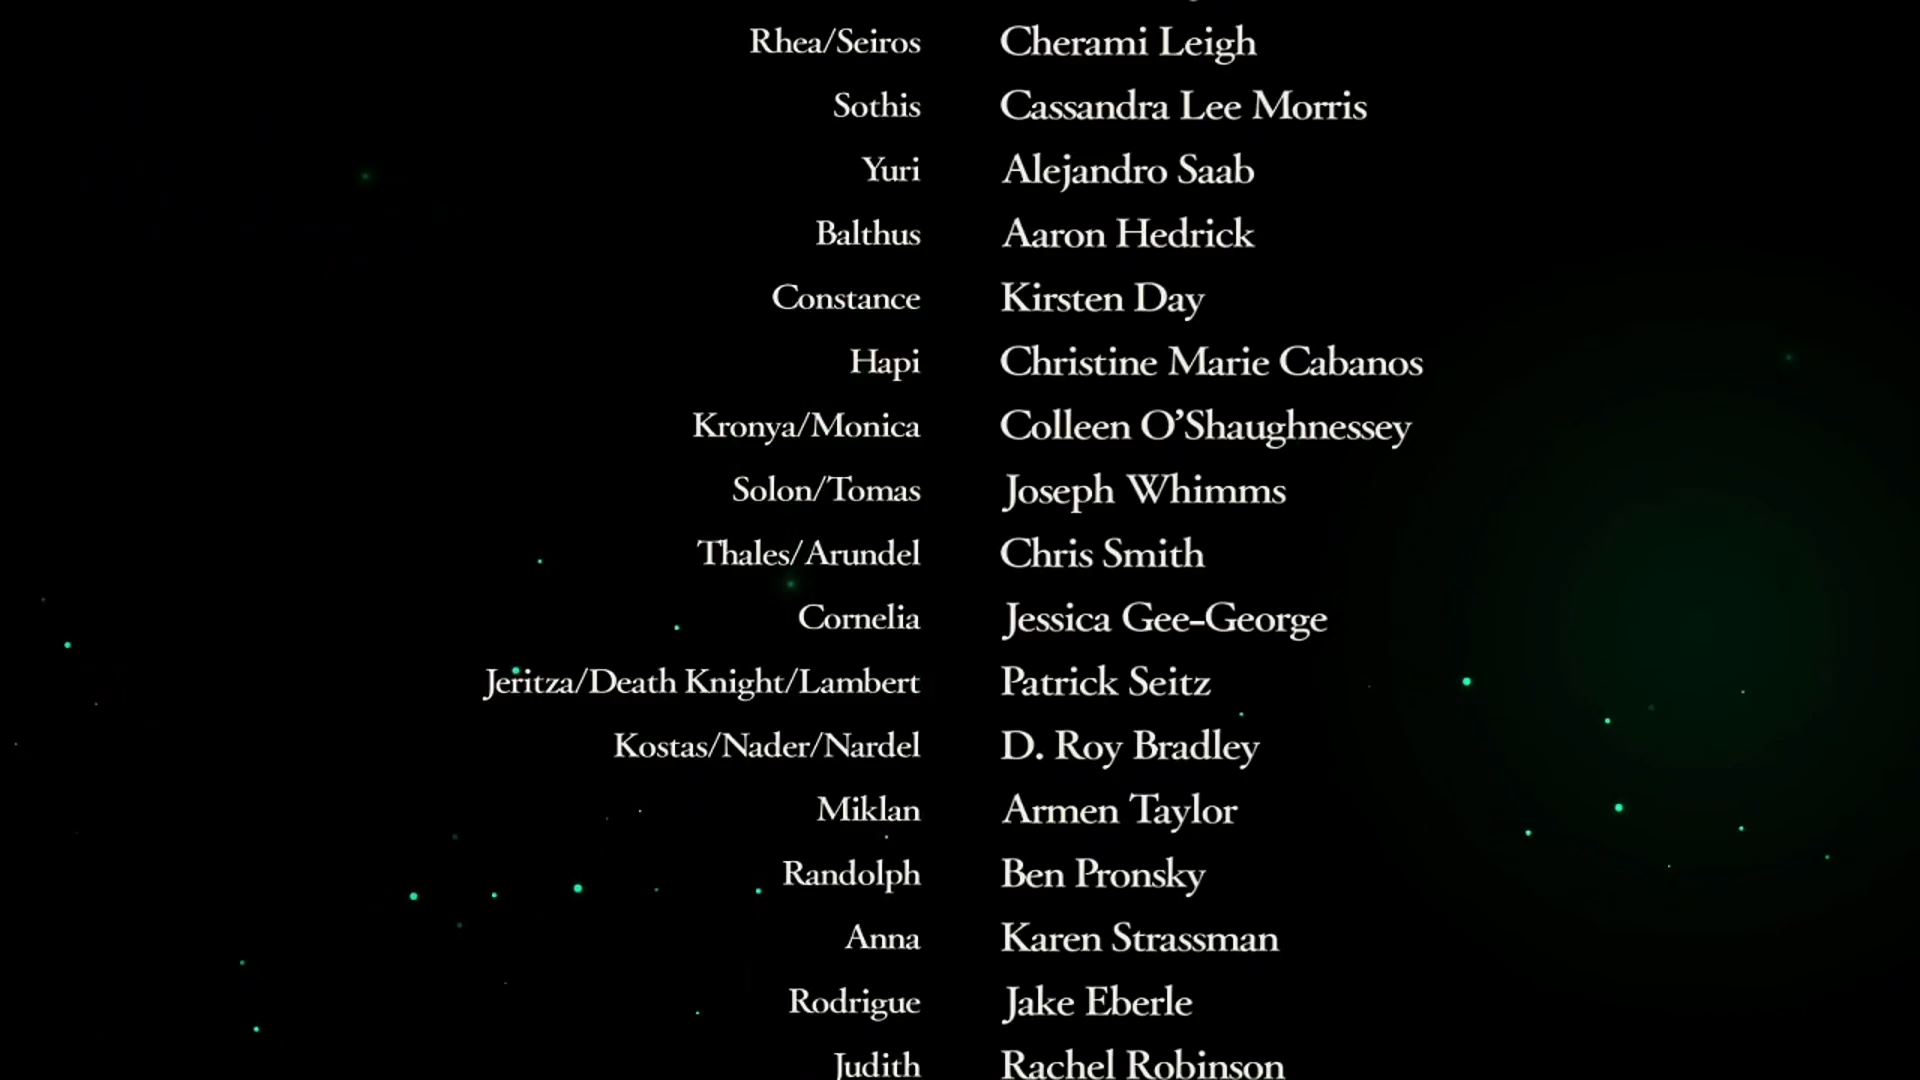 Rhea/Seiros Cherami Leigh
Sothis Cassandra Lee Morris
Yuri Alejandro Saab
Balthus Aaron Hedrick
Constance Kirsten Day
Hapi Christine Marie Cabanos
Kronya/Monica Colleen O’Shaughnessey
Solon/Tomas Joseph Whimms
Thales/Arundel Chris Smith
Cornelia Jessica Gee-George
Jeritza/Death Knight/Lambert Patrick Seitz
Kostas/Nader/Nardel D. Roy Bradley
Miklan Armen Taylor
Randolph Ben Pronsky
Anna Karen Strassman
Rodrigue Jake Eberle
Judith Rachel Robinson